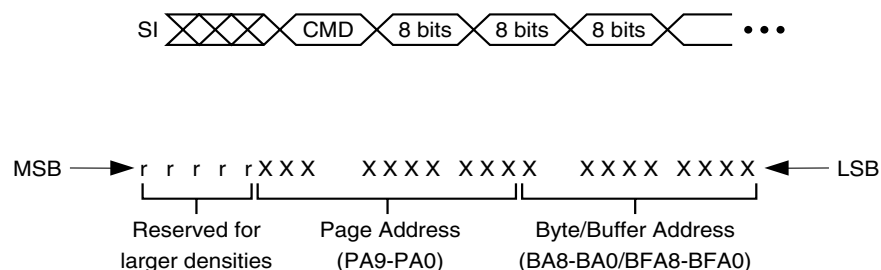 SI CMD 8 bits 8 bits 8 bits •••
MSB r r r r r X X X X X X X X X X X X X X X X X X X LSB
Reserved for Page Address Byte/Buffer Address
larger densities (PA9-PA0) (BA8-BA0/BFA8-BFA0)